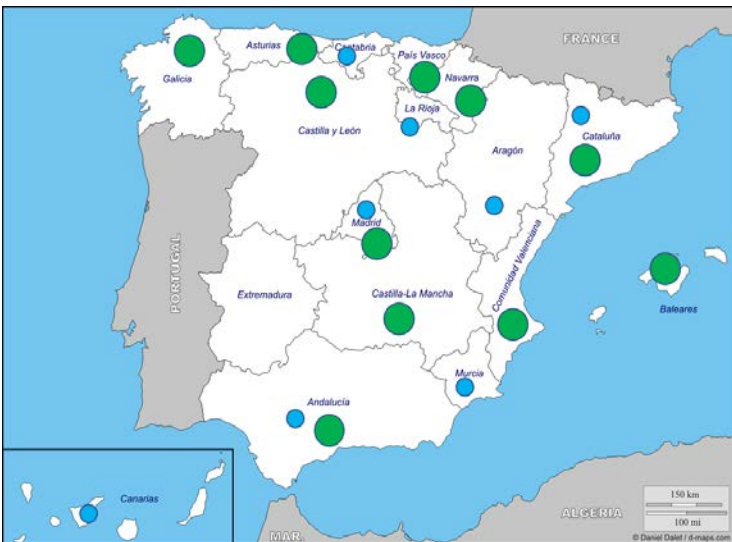 FRANCE
Asturias
Cantabria
País Vasco
Galicia
Navarra
La Rioja
Castilla y León
Cataluña
Aragón
Madrid
Comunidad Valenciana
PORTUGAL
Extremadura
Castilla-La Mancha
Baleares
Murcia
Andalucía
Canarias
150 km
100 mi
ALGERIA
MAR.
© Daniel Dalet / d-maps.com